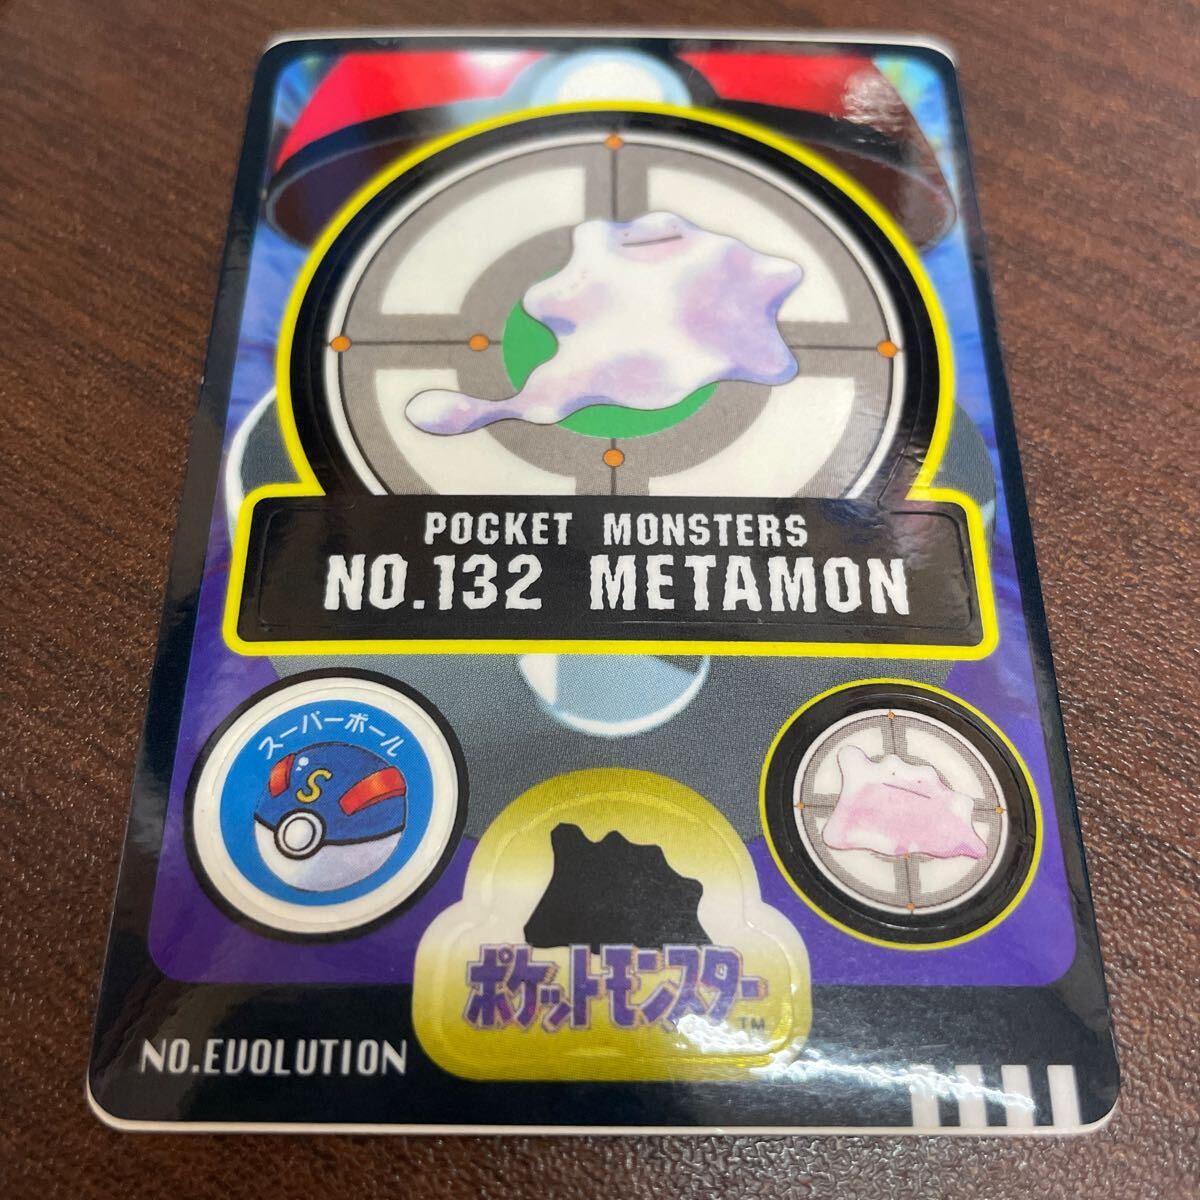 POCKET MONSTERS
NO.132 METAMON
スーパーボール
S
ポケットモンスター
TM
NO.EVOLUTION